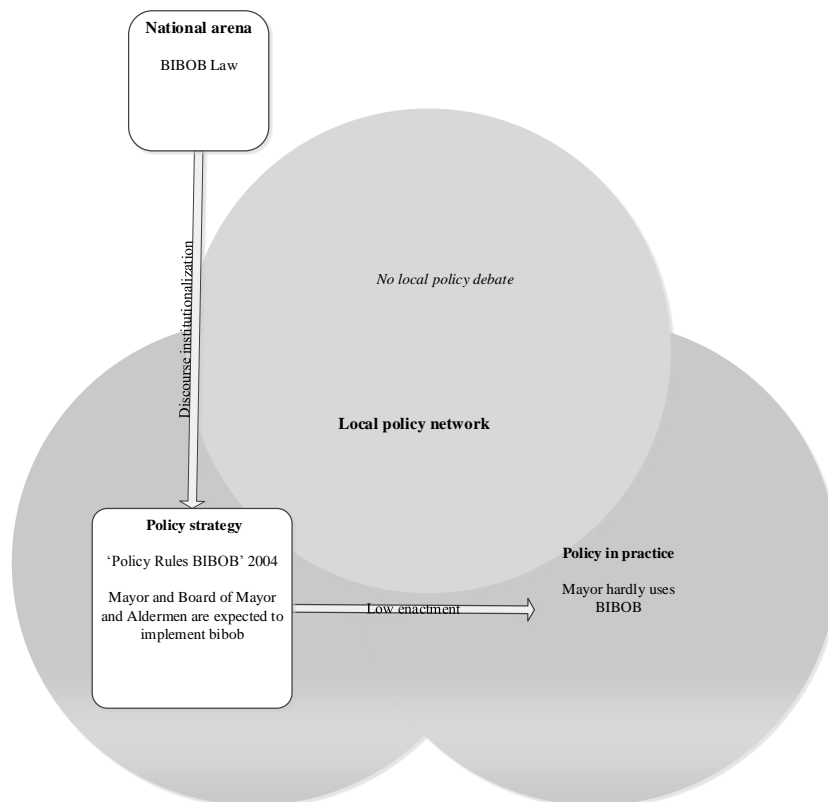 National arena
BIBOB Law
Discourse institutionalization
No local policy debate
Local policy network
Policy strategy
‘Policy Rules BIBOB’ 2004
Mayor and Board of Mayor
and Aldermen are expected to
implement bibob
Low enactment
Policy in practice
Mayor hardly uses
BIBOB